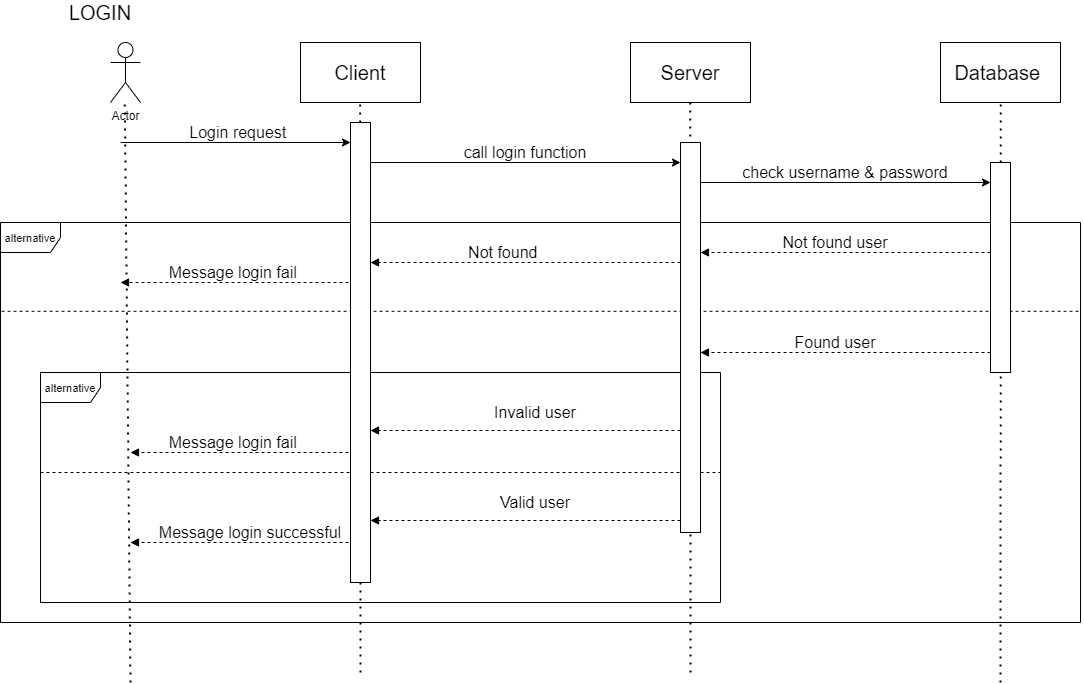 LOGIN
Client
Server
Database
Actor
Login request
call login function
check username & password
alternative
Not found user
Not found
Message login fail
Found user
alternative
Invalid user
Message login fail
Valid user
Message login successful